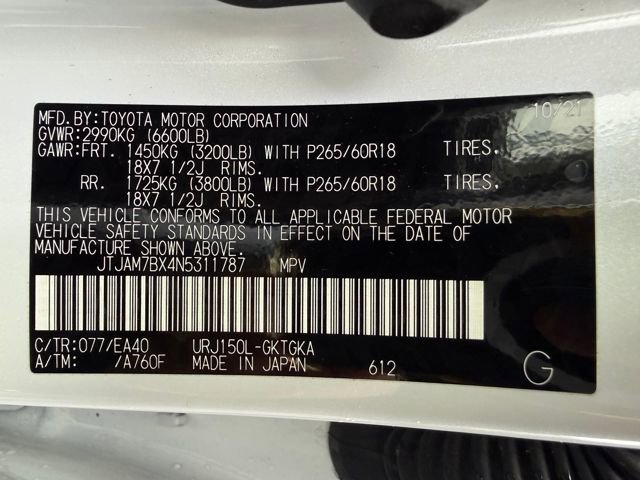 MFD.BY:TOYOTA MOTOR CORPORATION 10/21
GVWR:2990KG (6600LB)
GAWR:FRT. 1450KG (3200LB) WITH P265/60R18 TIRES,
18X7 1/2J RIMS.
RR. 1725KG (3800LB) WITH P265/60R18 TIRES,
18X7 1/2J RIMS.
THIS VEHICLE CONFORMS TO ALL APPLICABLE FEDERAL MOTOR
VEHICLE SAFETY STANDARDS IN EFFECT ON THE DATE OF
MANUFACTURE SHOWN ABOVE.
JTJAM7BX4N5311787 MPV
C/TR:077/EA40 URJ150L-GKTGKA
A/TM: /A760F MADE IN JAPAN 612 G